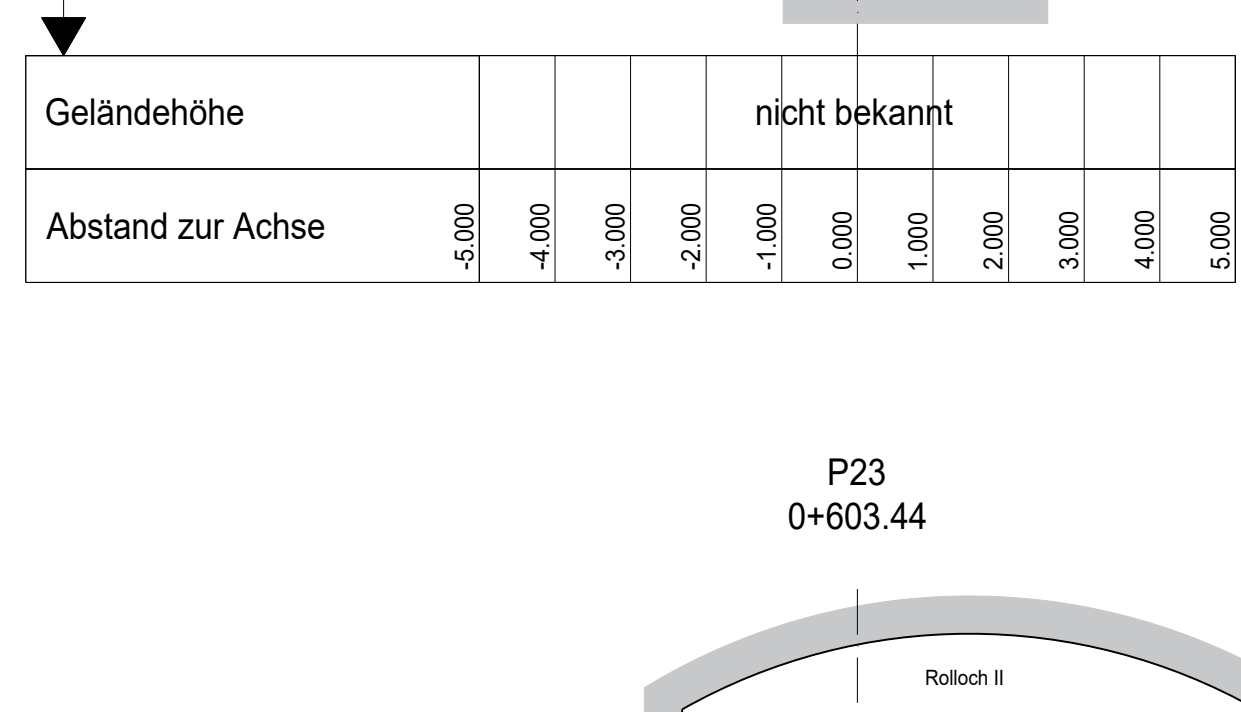 Geländehöhe nicht bekannt
Abstand zur Achse -5.000 -4.000 -3.000 -2.000 -1.000 0.000 1.000 2.000 3.000 4.000 5.000
P23
0+603.44
Rolloch II